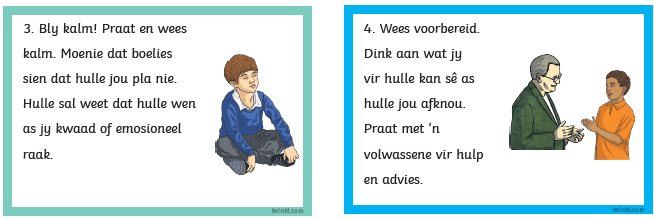 3. Bly kalm! Praat en wees
kalm. Moenie dat boelies
sien dat hulle jou pla nie.
Hulle sal weet dat hulle wen
as jy kwaad of emosioneel
raak.
twinkl.com
4. Wees voorbereid.
Dink aan wat jy
vir hulle kan sê as
hulle jou afknou.
Praat met ‘n
volwassene vir hulp
en advies.
twinkl.com